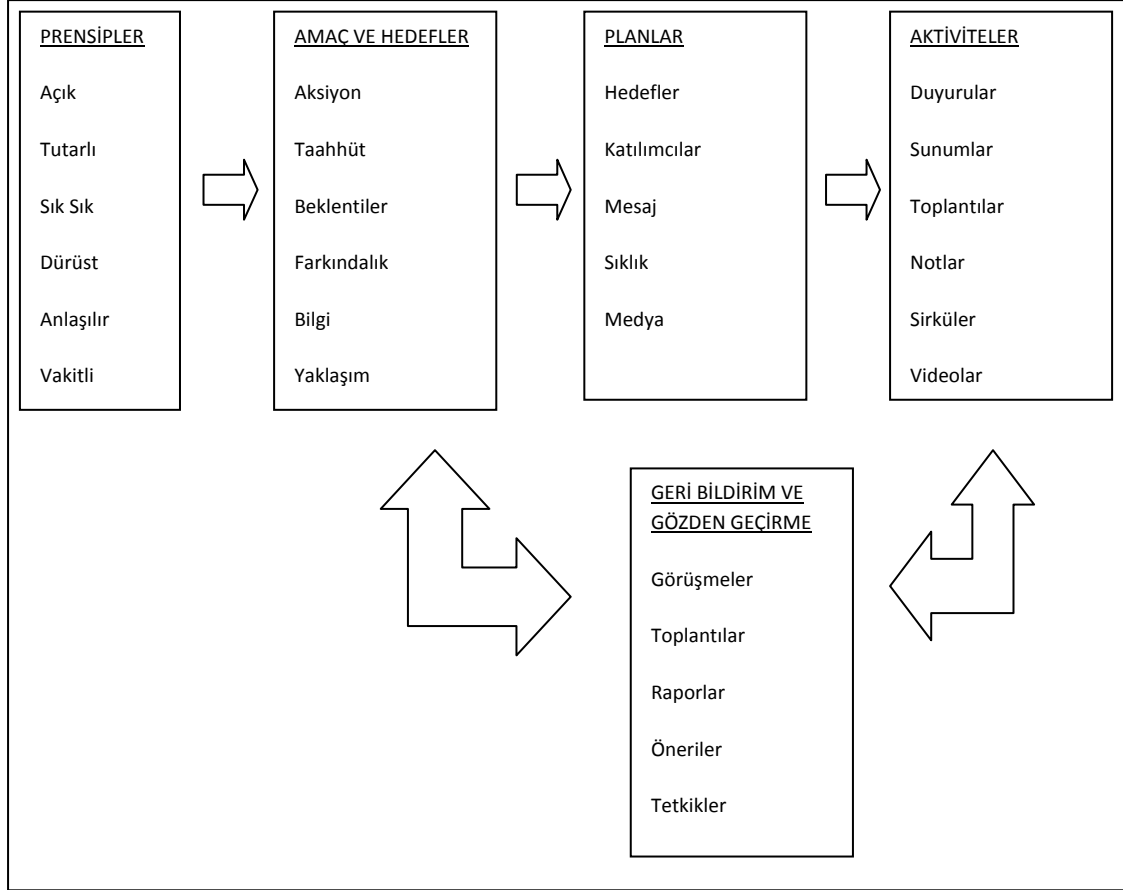 PRENSİPLER
Açık
Tutarlı
Sık Sık
Dürüst
Anlaşılır
Vakitli
AMAÇ VE HEDEFLER
Aksiyon
Taahhüt
Beklentiler
Farkındalık
Bilgi
Yaklaşım
PLANLAR
Hedefler
Katılımcılar
Mesaj
Sıklık
Medya
AKTİVİTELER
Duyurular
Sunumlar
Toplantılar
Notlar
Sirküler
Videolar
GERİ BİLDİRİM VE
GÖZDEN GEÇİRME
Görüşmeler
Toplantılar
Raporlar
Öneriler
Tetkikler